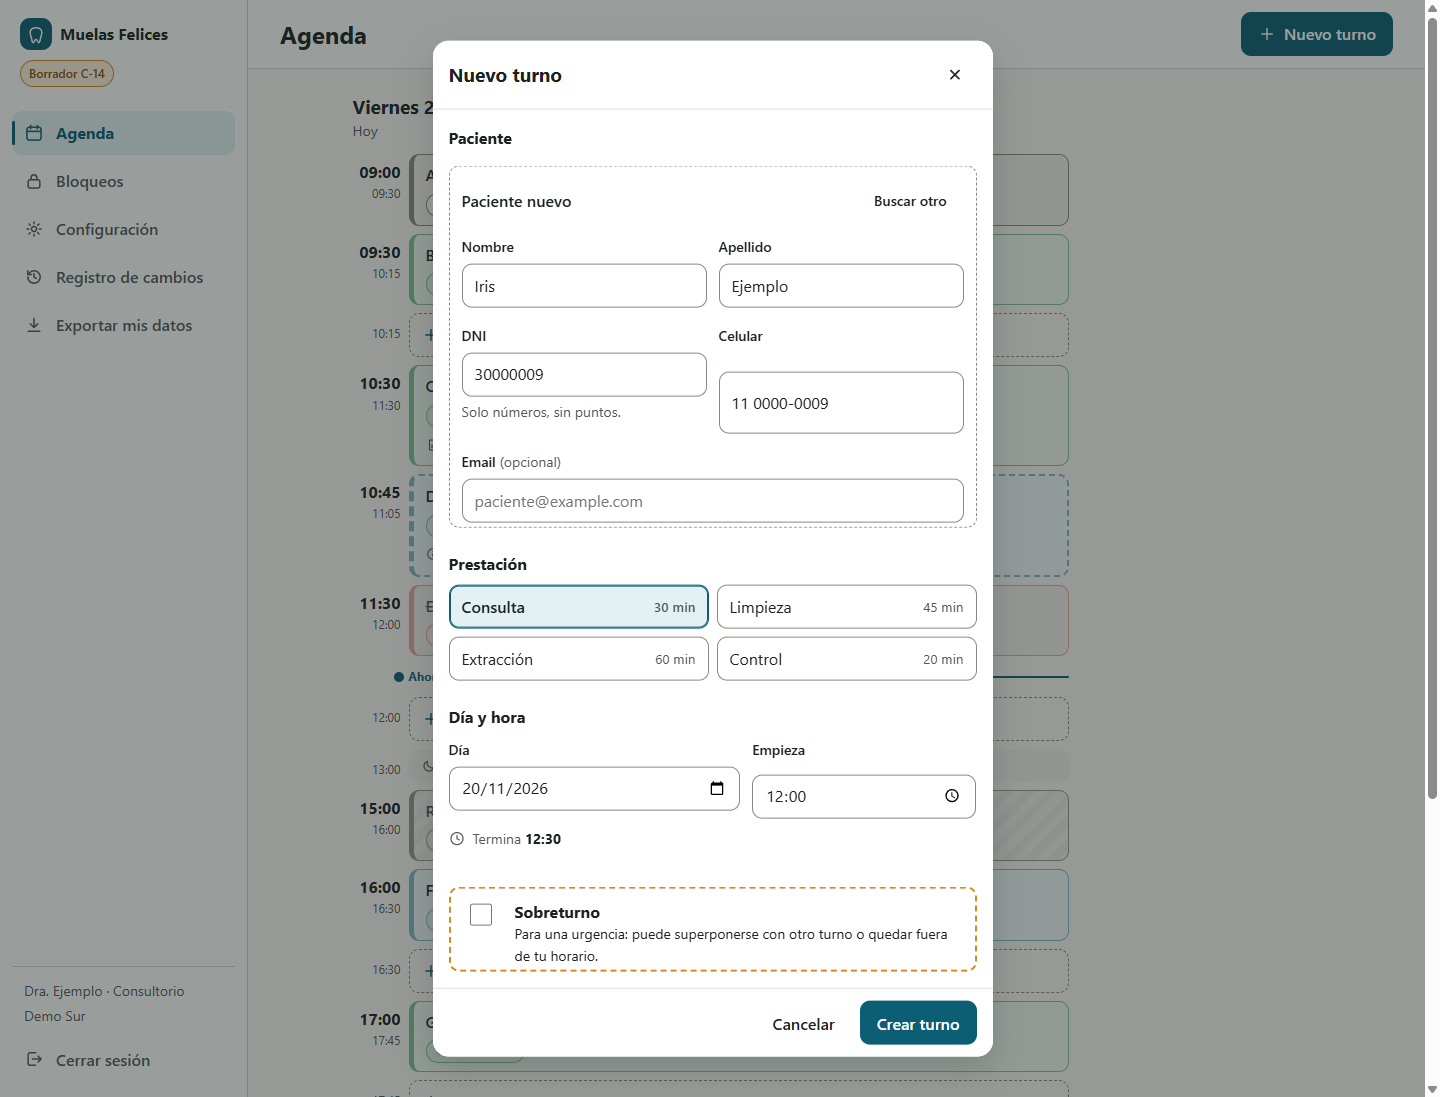 Muelas Felices
Borrador C-14
Agenda
Bloqueos
Configuración
Registro de cambios
Exportar mis datos
Dra. Ejemplo · Consultorio
Demo Sur
Cerrar sesión
Agenda
+ Nuevo turno
Viernes 2
Hoy
09:00
09:30
09:30
10:15
10:15
10:30
11:30
10:45
11:05
11:30
12:00
12:00
13:00
15:00
16:00
16:00
16:30
16:30
17:00
17:45
Nuevo turno
Paciente
Paciente nuevo
Buscar otro
Nombre
Apellido
Iris
Ejemplo
DNI
Celular
30000009
11 0000-0009
Solo números, sin puntos.
Email (opcional)
paciente@example.com
Prestación
Consulta 30 min
Limpieza 45 min
Extracción 60 min
Control 20 min
Día y hora
Día
Empieza
20/11/2026
12:00
Termina 12:30
Sobreturno
Para una urgencia: puede superponerse con otro turno o quedar fuera
de tu horario.
Cancelar
Crear turno